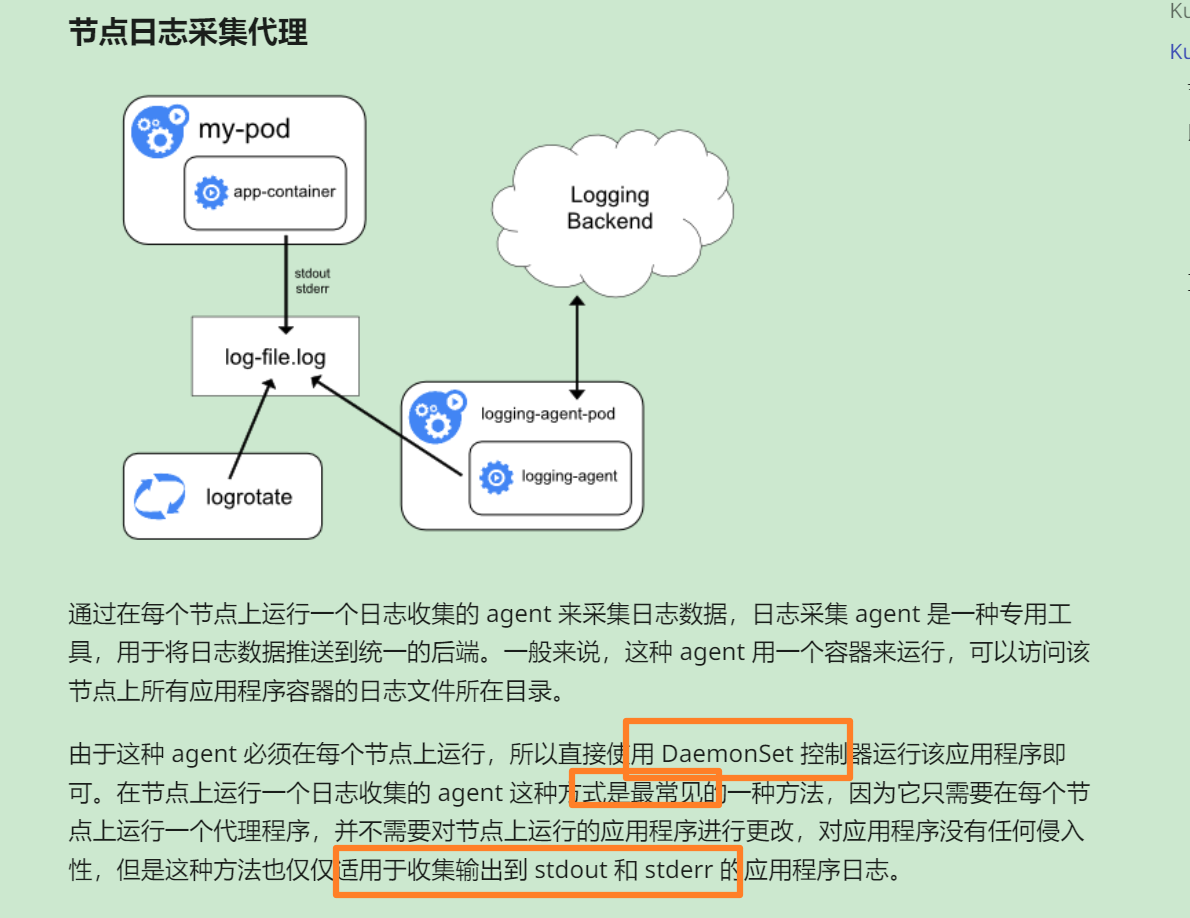 节点日志采集代理
Ku
Ku
my-pod
app-container
stdout
stderr
Logging
Backend
log-file.log
logging-agent-pod
logging-agent
logrotate
通过在每个节点上运行一个日志收集的 agent 来采集日志数据，日志采集 agent 是一种专用工
具，用于将日志数据推送到统一的后端。一般来说，这种 agent 用一个容器来运行，可以访问该
节点上所有应用程序容器的日志文件所在目录。
由于这种 agent 必须在每个节点上运行，所以直接使用 DaemonSet 控制器运行该应用程序即
可。在节点上运行一个日志收集的 agent 这种方式是最常见的一种方法，因为它只需要在每个节
点上运行一个代理程序，并不需要对节点上运行的应用程序进行更改，对应用程序没有任何侵入
性，但是这种方法也仅仅适用于收集输出到 stdout 和 stderr 的应用程序日志。